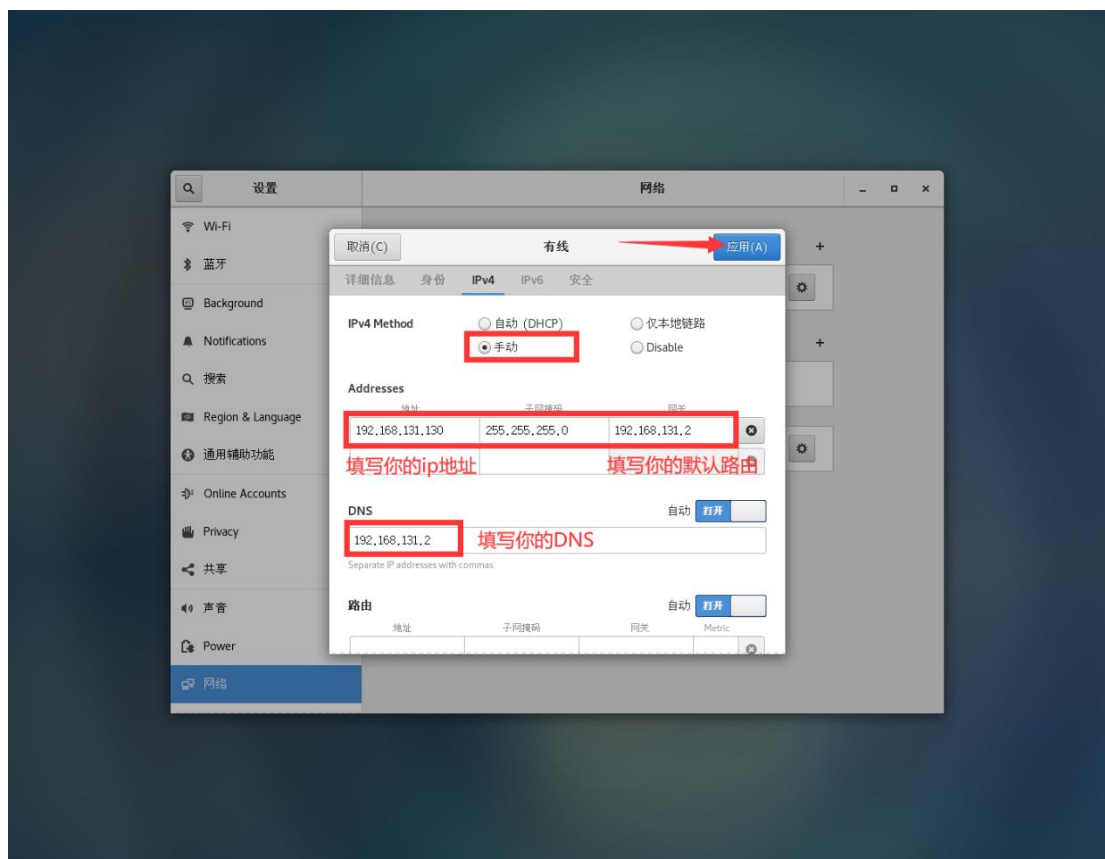 设置
网络
Wi-Fi
蓝牙
Background
Notifications
搜索
Region & Language
通用辅助功能
Online Accounts
Privacy
共享
声音
Power
网络
取消(C)
有线
应用(A)
详细信息 身份 IPv4 IPv6 安全
IPv4 Method
自动 (DHCP)
仅本地链路
手动
Disable
Addresses
地址 子网掩码 网关
192.168.131.130 255.255.255.0 192.168.131.2
填写你的ip地址 填写你的默认路由
DNS 自动 打开
192.168.131.2 填写你的DNS
Separate IP addresses with commas
路由 自动 打开
地址 子网掩码 网关 Metric